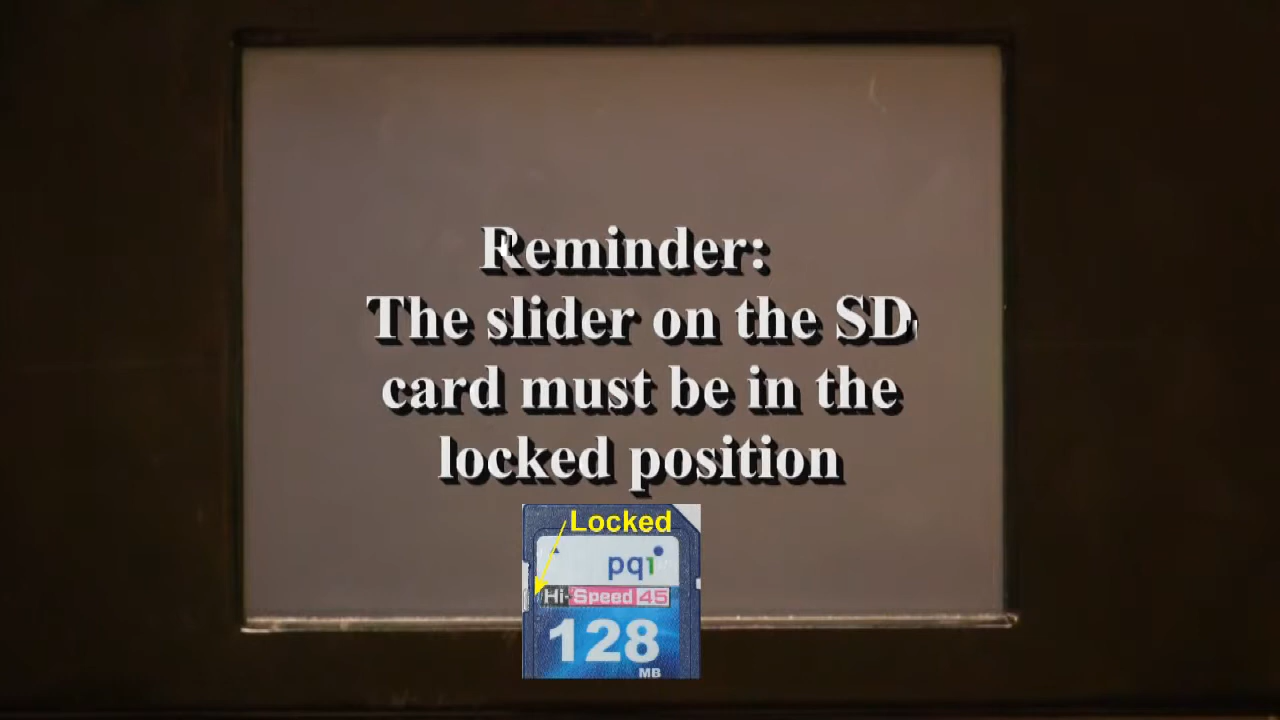 Reminder:
The slider on the SD
card must be in the
locked position
Locked
pqi
Hi-Speed 45
128
MB